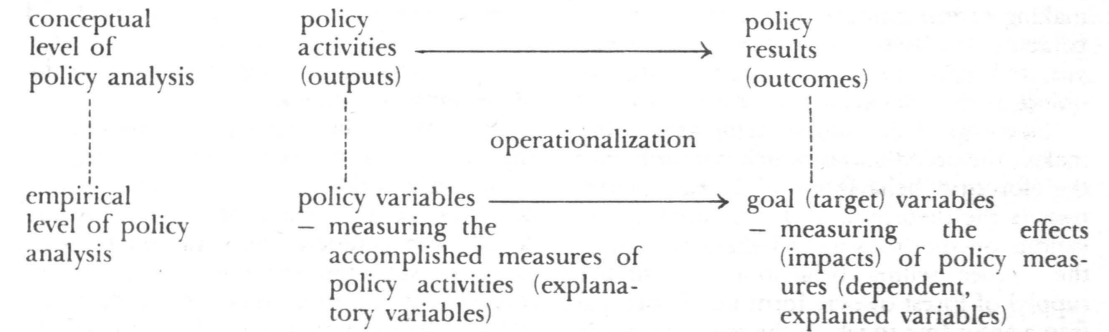 conceptual
level of
policy analysis
policy
activities
(outputs)
policy
results
(outcomes)
operationalization
empirical
level of policy
analysis
policy variables
– measuring the
accomplished measures of
policy activities (explana-
tory variables)
goal (target) variables
– measuring the effects
(impacts) of policy meas-
ures (dependent,
explained variables)